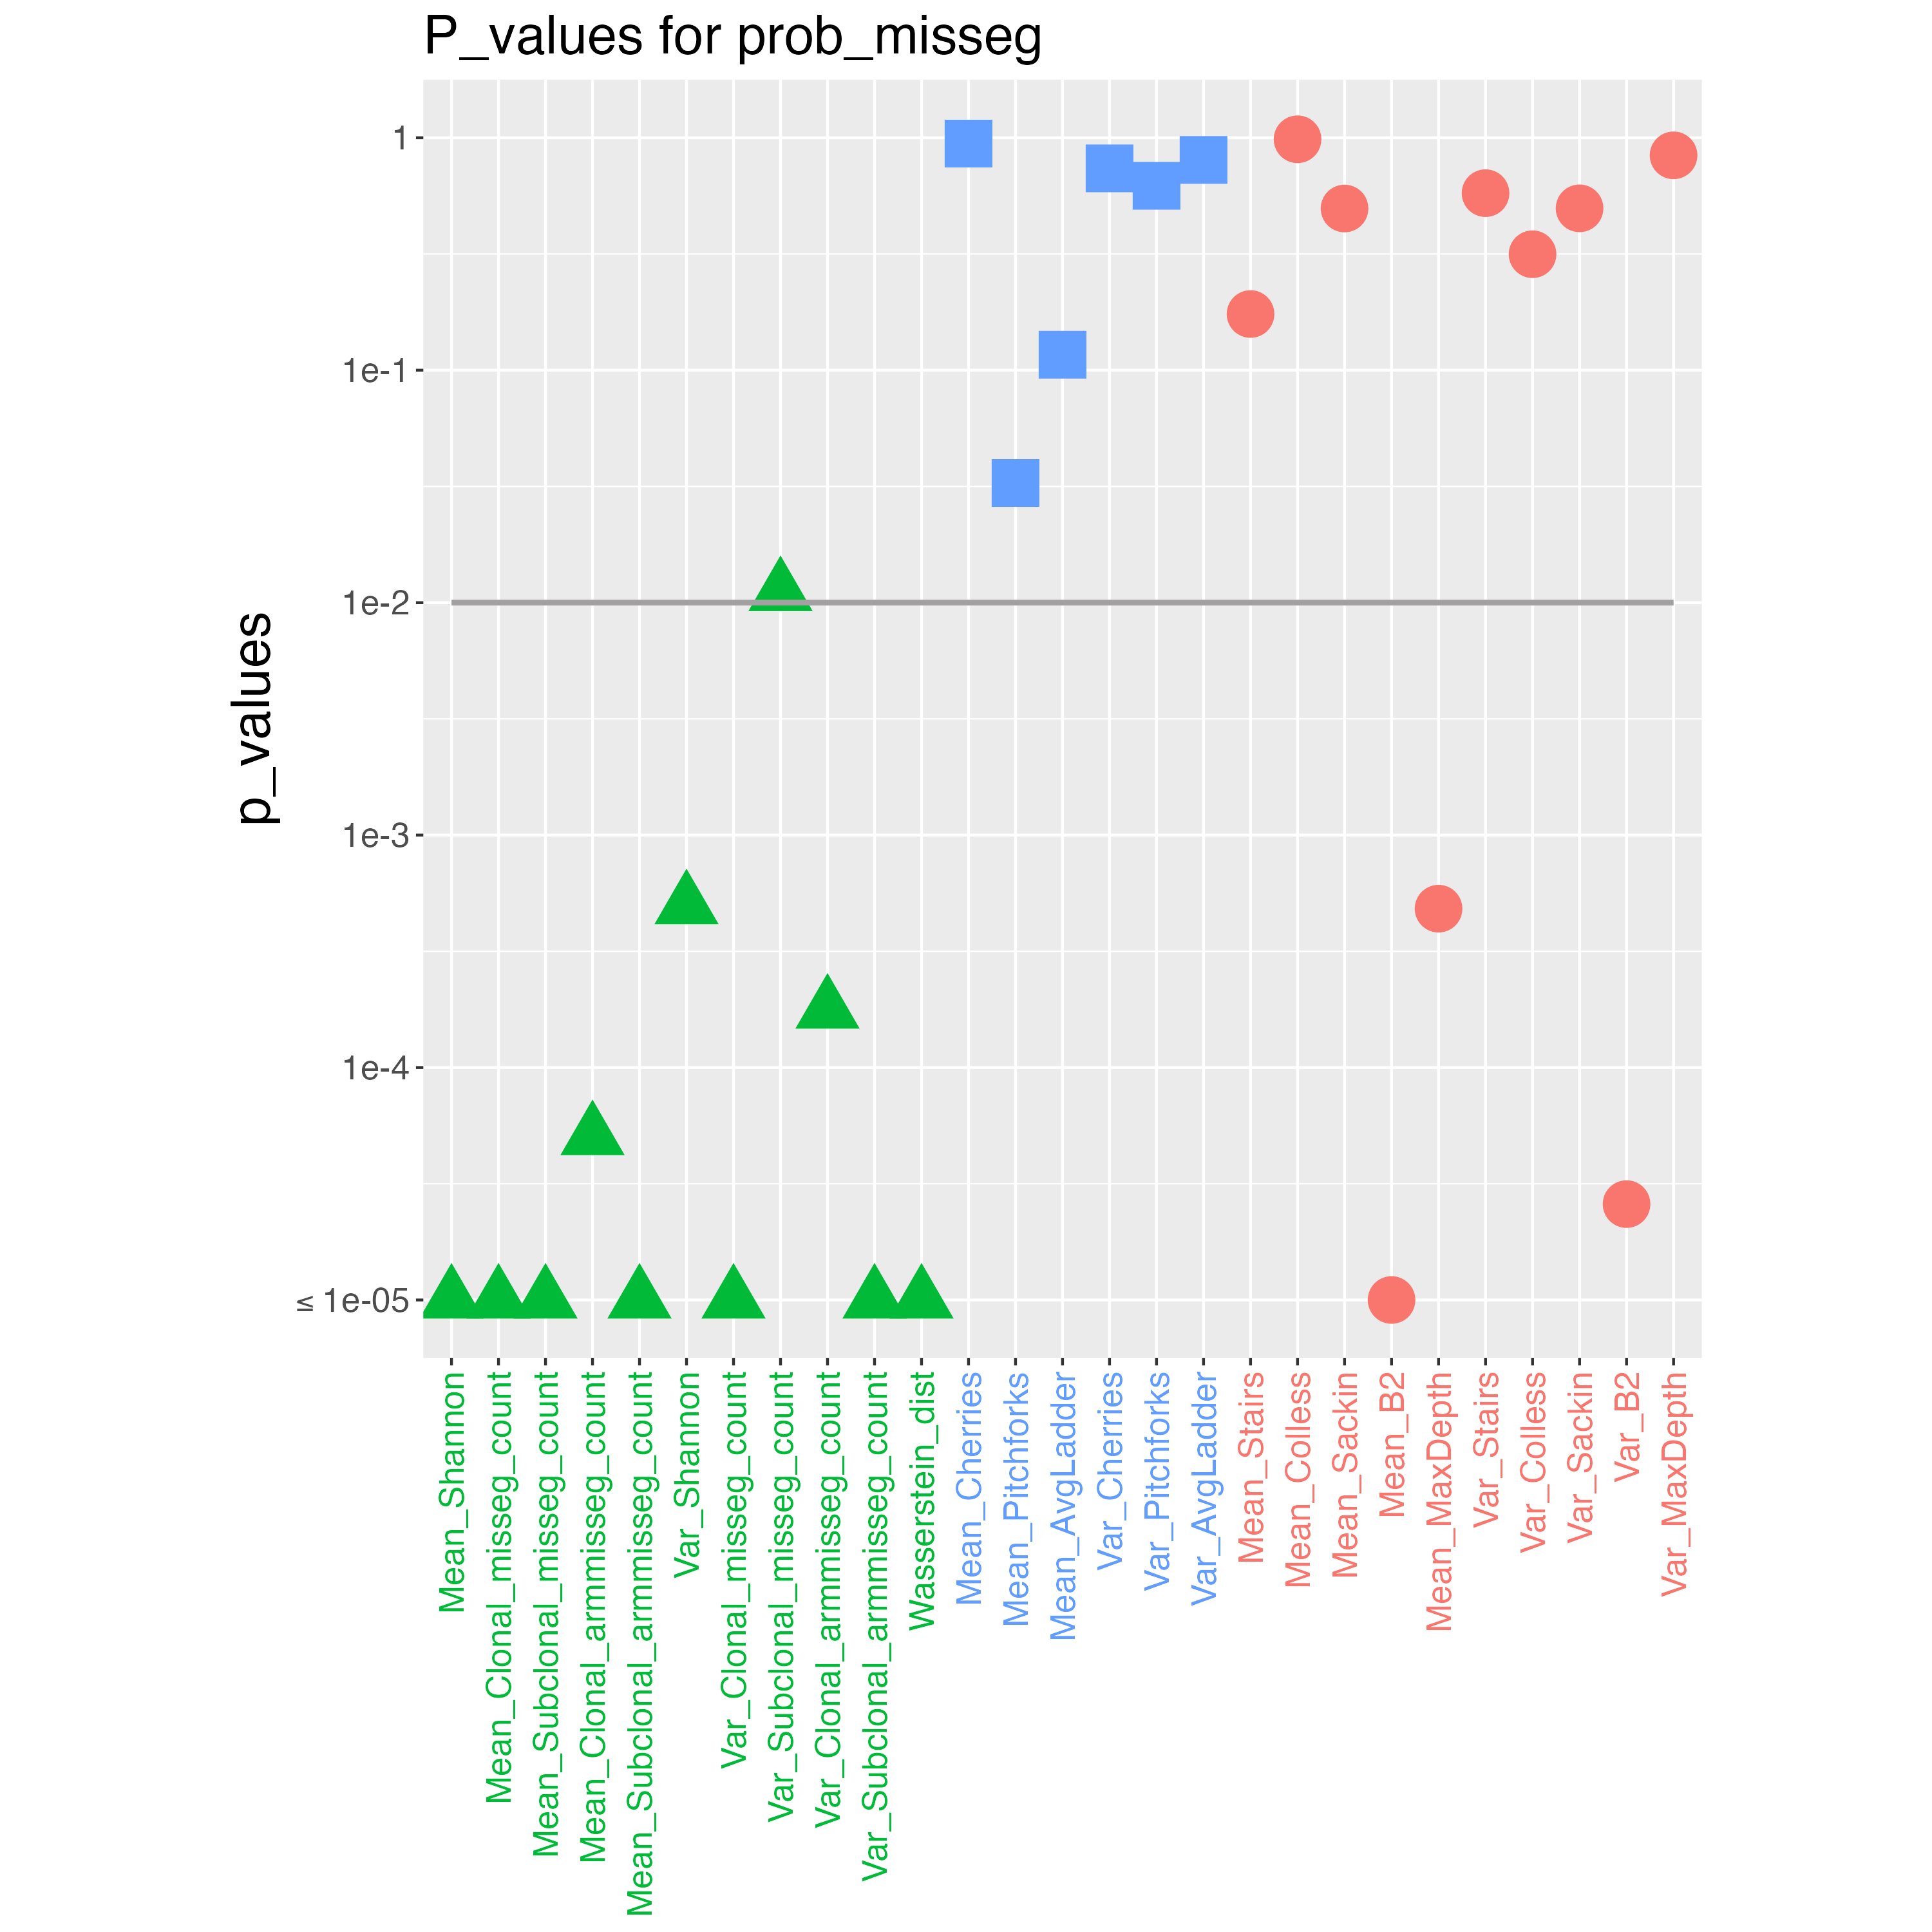 P_values for prob_misseg
p_values
1
1e-1
1e-2
1e-3
1e-4
≤ 1e-05
Mean_Shannon
Mean_Clonal_misseg_count
Mean_Subclonal_misseg_count
Mean_Clonal_armmisseg_count
Mean_Subclonal_armmisseg_count
Var_Shannon
Var_Clonal_misseg_count
Var_Subclonal_misseg_count
Var_Clonal_armmisseg_count
Var_Subclonal_armmisseg_count
Wasserstein_dist
Mean_Cherries
Mean_Pitchforks
Mean_AvgLadder
Var_Cherries
Var_Pitchforks
Var_AvgLadder
Mean_Stairs
Mean_Colless
Mean_Sackin
Mean_B2
Mean_MaxDepth
Var_Stairs
Var_Colless
Var_Sackin
Var_B2
Var_MaxDepth